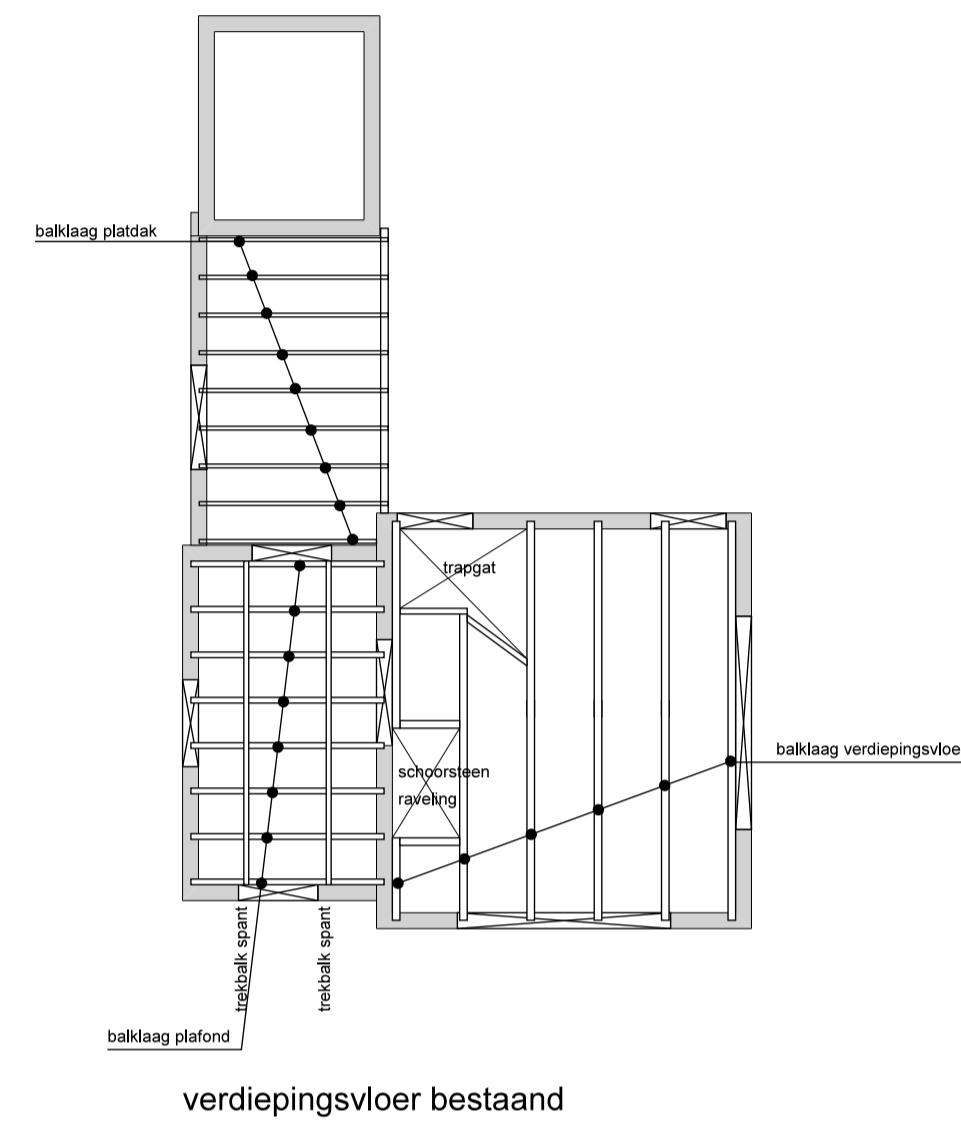 balklaag platdak
trapgat
balklaag verdiepingsvloe
schoorsteen
raveling
trekbalk spant
trekbalk spant
balklaag plafond
verdiepingsvloer bestaand